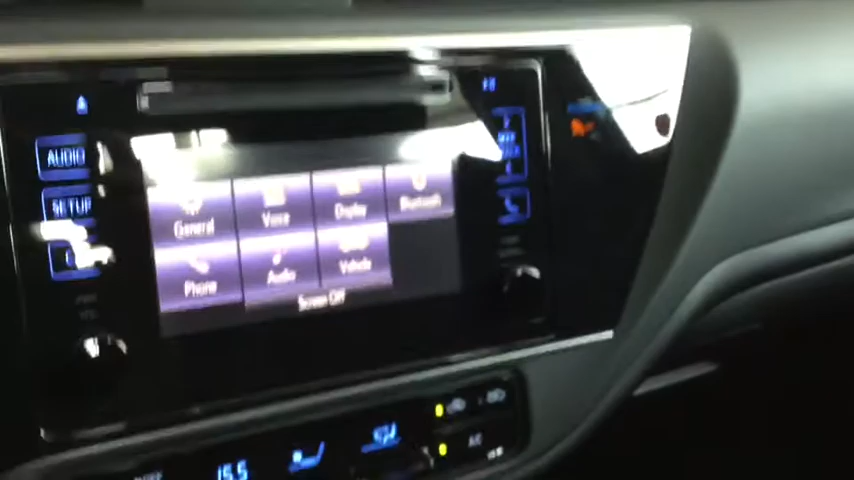 AUDIO
SETUP
General
Voice
Display
Bluetooth
Phone
Audio
Vehicle
Screen Off
15.5